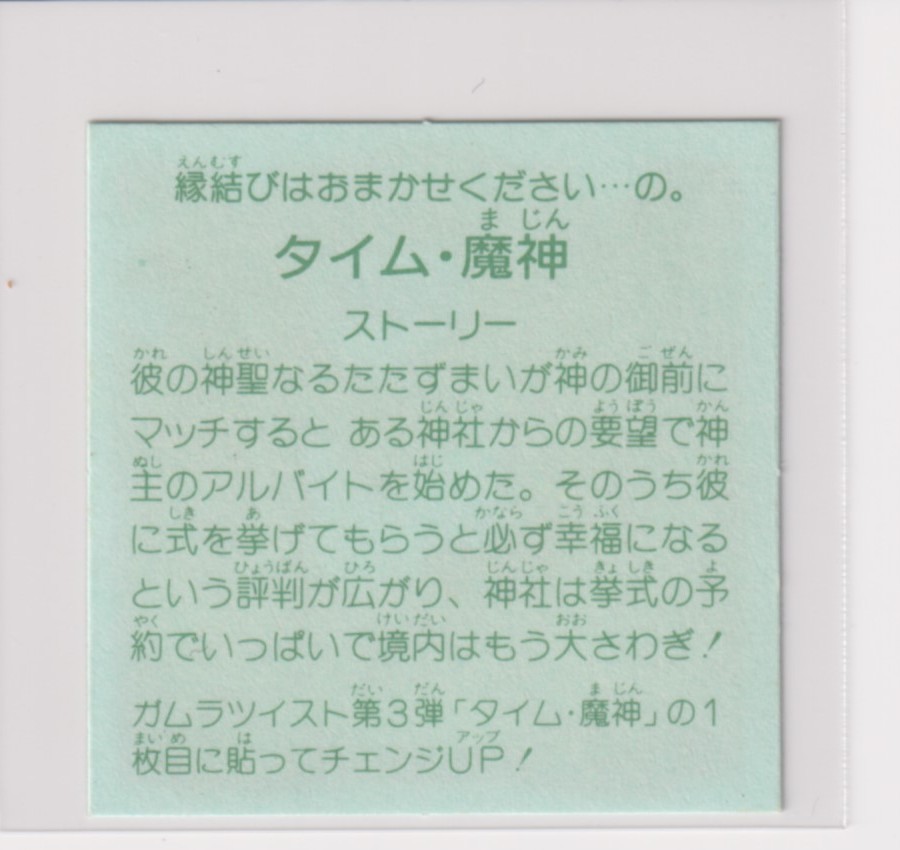 縁結びはおまかせください…の。
タイム・魔神
ストーリー
彼の神聖なるたたずまいが神の御前に
マッチすると ある神社からの要望で神
主のアルバイトを始めた。そのうち彼
に式を挙げてもらうと必ず幸福になる
という評判が広がり、神社は挙式の予
約でいっぱいで境内はもう大さわぎ!
ガムラツイスト第3弾「タイム・魔神」の1
枚目に貼ってチェンジUP!